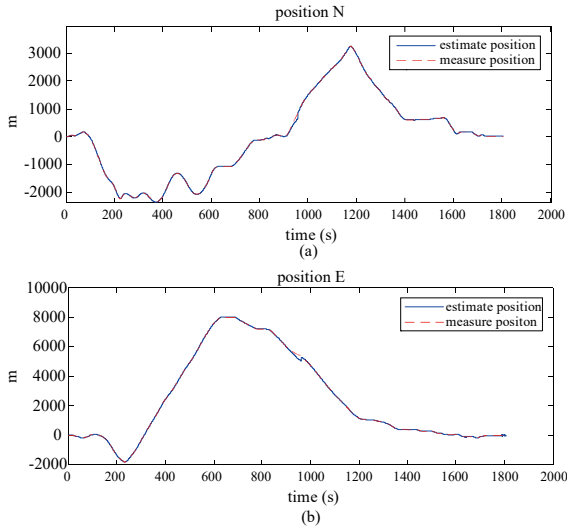 position N
3000
2000
1000
0
-1000
-2000
m
estimate position
measure position
0 200 400 600 800 1000 1200 1400 1600 1800 2000
time (s)
(a)
position E
10000
8000
6000
4000
2000
0
-2000
m
estimate position
measure positon
0 200 400 600 800 1000 1200 1400 1600 1800 2000
time (s)
(b)